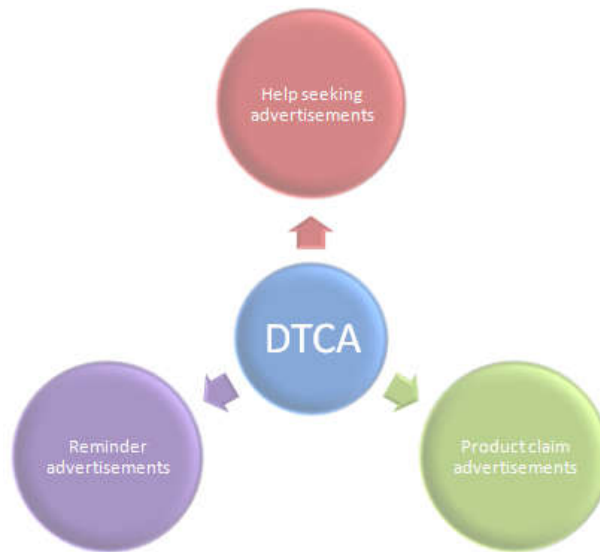 Help seeking
advertisements
DTCA
Reminder
advertisements
Product claim
advertisements